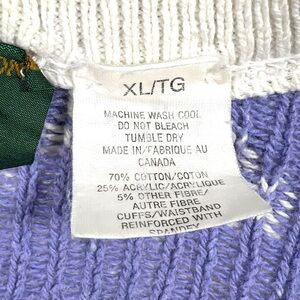 XL/TG
MACHINE WASH COOL
DO NOT BLEACH
TUMBLE DRY
MADE IN/FABRIQUE AU
CANADA
70% COTTON/COTON
25% ACRYLIC/ACRYLIQUE
5% OTHER FIBRE/
AUTRE FIBRE
CUFFS/WAISTBAND
REINFORCED WITH
SPANDEX